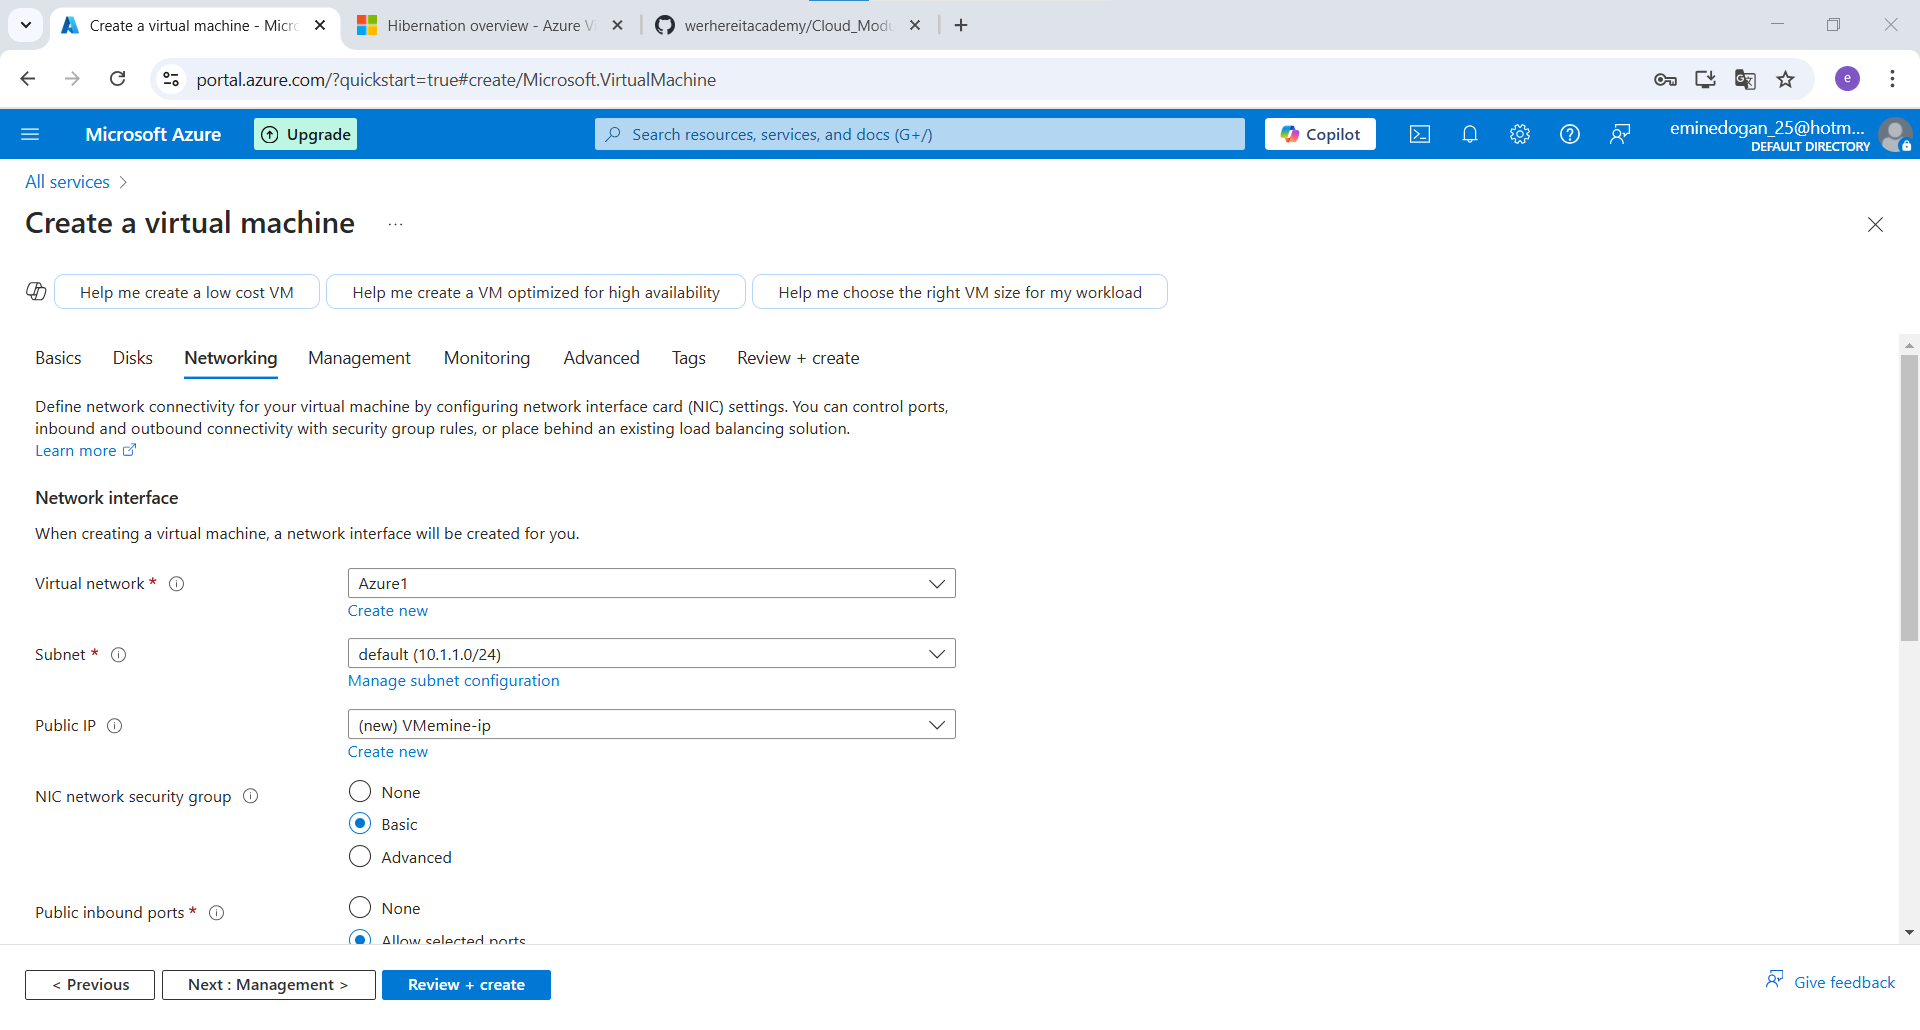 Create a virtual machine - Micro
Hibernation overview - Azure Vi
werhereitacademy/Cloud_Modu
portal.azure.com/?quickstart=true#create/Microsoft.VirtualMachine
e
Microsoft Azure
Upgrade
Search resources, services, and docs (G+/)
Copilot
eminedogan_25@hotm...
DEFAULT DIRECTORY
All services >
Create a virtual machine ...
Help me create a low cost VM
Help me create a VM optimized for high availability
Help me choose the right VM size for my workload
Basics Disks Networking Management Monitoring Advanced Tags Review + create
Define network connectivity for your virtual machine by configuring network interface card (NIC) settings. You can control ports,
inbound and outbound connectivity with security group rules, or place behind an existing load balancing solution.
Learn more
Network interface
When creating a virtual machine, a network interface will be created for you.
Virtual network *
Azure1
Create new
Subnet *
default (10.1.1.0/24)
Manage subnet configuration
Public IP
(new) VMemine-ip
Create new
NIC network security group
None
Basic
Advanced
Public inbound ports *
None
Allow selected ports
< Previous
Next : Management >
Review + create
Give feedback